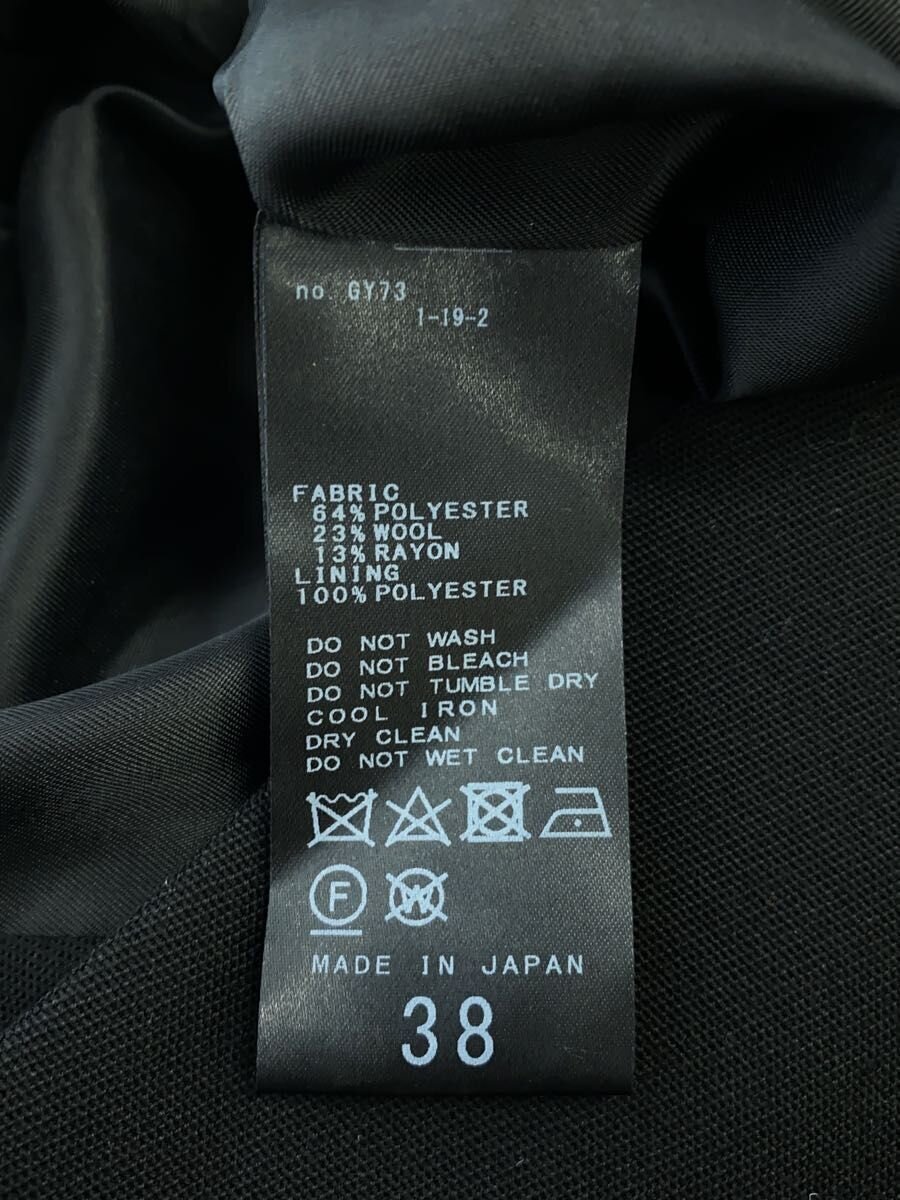 no. GY73
1-19-2
FABRIC
64% POLYESTER
23% WOOL
13% RAYON
LINING
100% POLYESTER
DO NOT WASH
DO NOT BLEACH
DO NOT TUMBLE DRY
COOL IRON
DRY CLEAN
DO NOT WET CLEAN
F W
MADE IN JAPAN
38